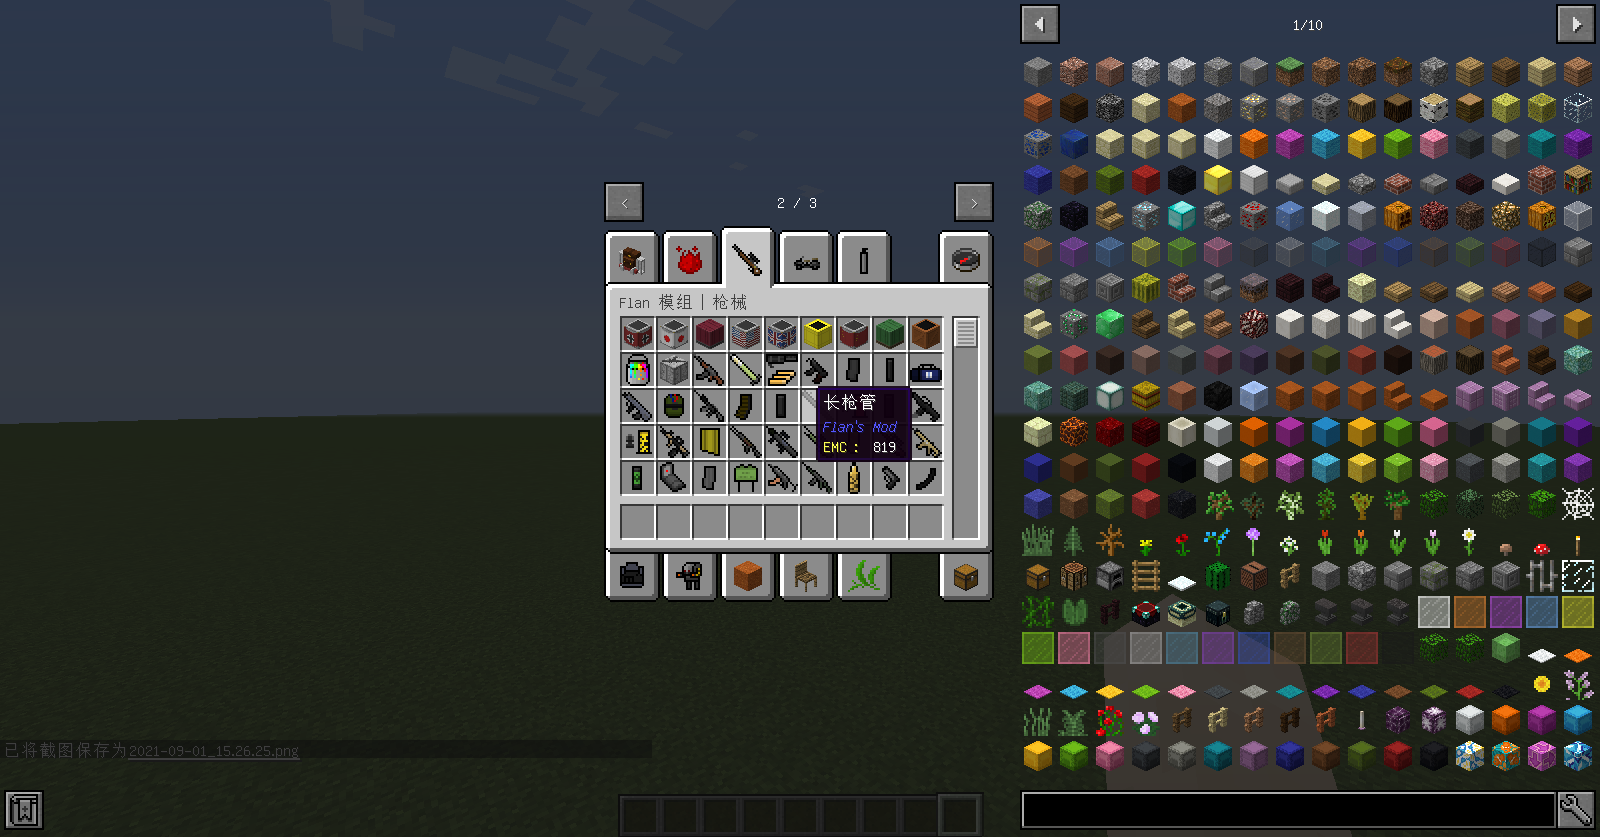 1/10
2 / 3
Flan 模组 | 枪械
长枪管
Flan's Mod
EMC： 819
已将截图保存为2021-09-01_15.26.25.png